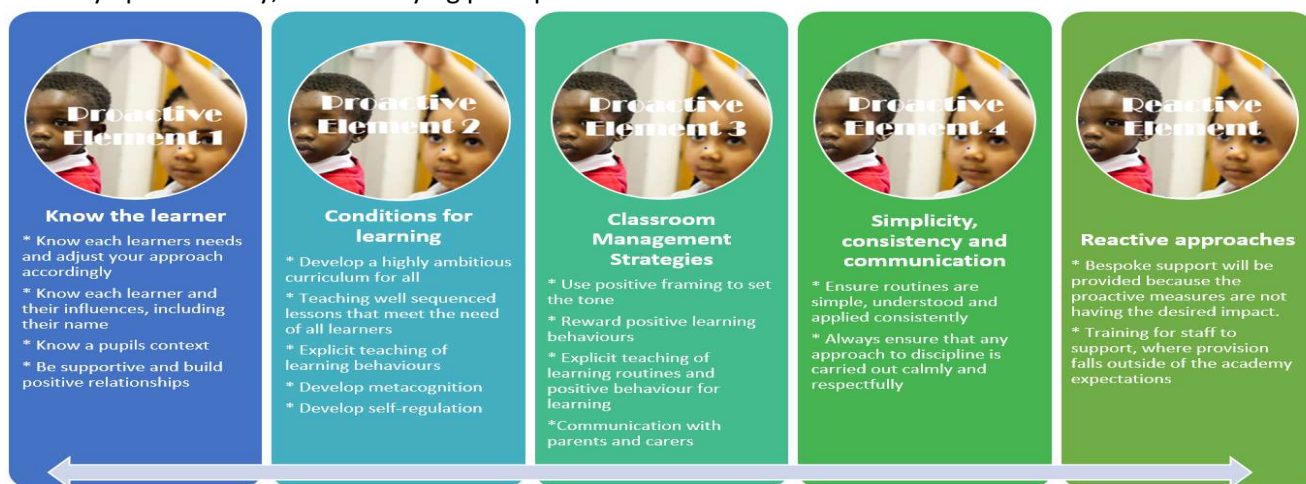 Proactive
Element 1
Know the learner
* Know each learners needs
and adjust your approach
accordingly
* Know each learner and
their influences, including
their name
* Know a pupils context
* Be supportive and build
positive relationships
Proactive
Element 2
Conditions for
learning
* Develop a highly ambitious
curriculum for all
* Teaching well sequenced
lessons that meet the need
of all learners
* Explicit teaching of
learning behaviours
* Develop metacognition
* Develop self-regulation
Proactive
Element 3
Classroom
Management
Strategies
* Use positive framing to set
the tone
* Reward positive learning
behaviours
* Explicit teaching of
learning routines and
positive behaviour for
learning
*Communication with
parents and carers
Proactive
Element 4
Simplicity,
consistency and
communication
* Ensure routines are
simple, understood and
applied consistently
* Always ensure that any
approach to discipline is
carried out calmly and
respectfully
Reactive
Element
Reactive approaches
* Bespoke support will be
provided because the
proactive measures are not
having the desired impact.
* Training for staff to
support, where provision
falls outside of the academy
expectations